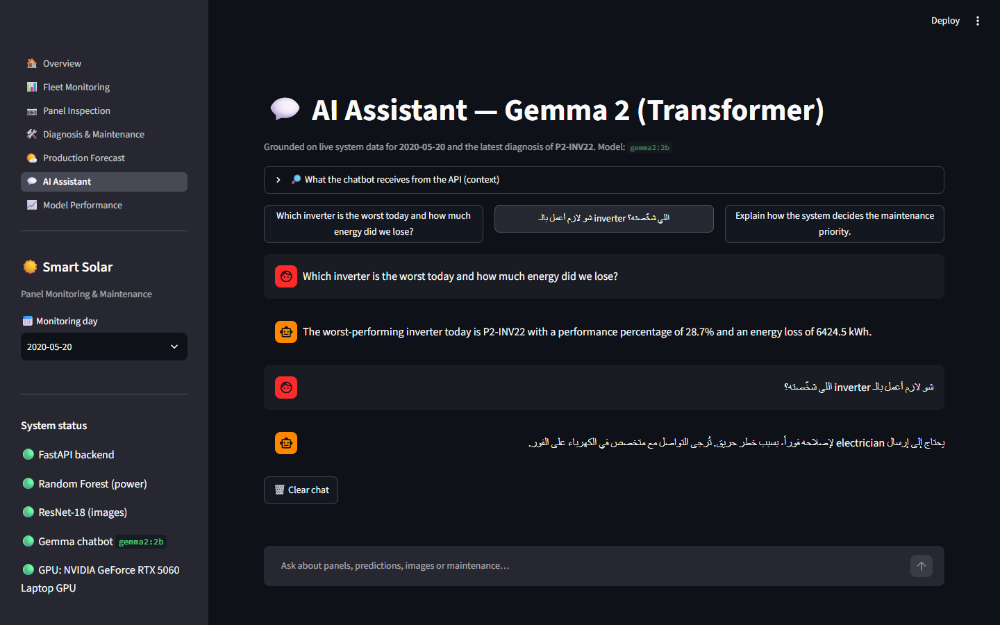 Deploy
Overview
Fleet Monitoring
Panel Inspection
Diagnosis & Maintenance
Production Forecast
AI Assistant
Model Performance
Smart Solar
Panel Monitoring & Maintenance
Monitoring day
2020-05-20
System status
FastAPI backend
Random Forest (power)
ResNet-18 (images)
Gemma chatbot gemma2:2b
GPU: NVIDIA GeForce RTX 5060
Laptop GPU
AI Assistant — Gemma 2 (Transformer)
Grounded on live system data for 2020-05-20 and the latest diagnosis of P2-INV22. Model: gemma2:2b
What the chatbot receives from the API (context)
Which inverter is the worst today and how much
energy did we lose?
شو لازم أعمل بالـ inverter اللي شخّصته؟
Explain how the system decides the maintenance
priority.
Which inverter is the worst today and how much energy did we lose?
The worst-performing inverter today is P2-INV22 with a performance percentage of 28.7% and an energy loss of 6424.5 kWh.
شو لازم أعمل بالـ inverter اللي شخّصته؟
يحتاج إلى إرسال electrician لإصلاحه فوراً، بسبب خطر حريق. تُرجى التواصل مع متخصص في الكهرباء على الفور.
Clear chat
Ask about panels, predictions, images or maintenance…